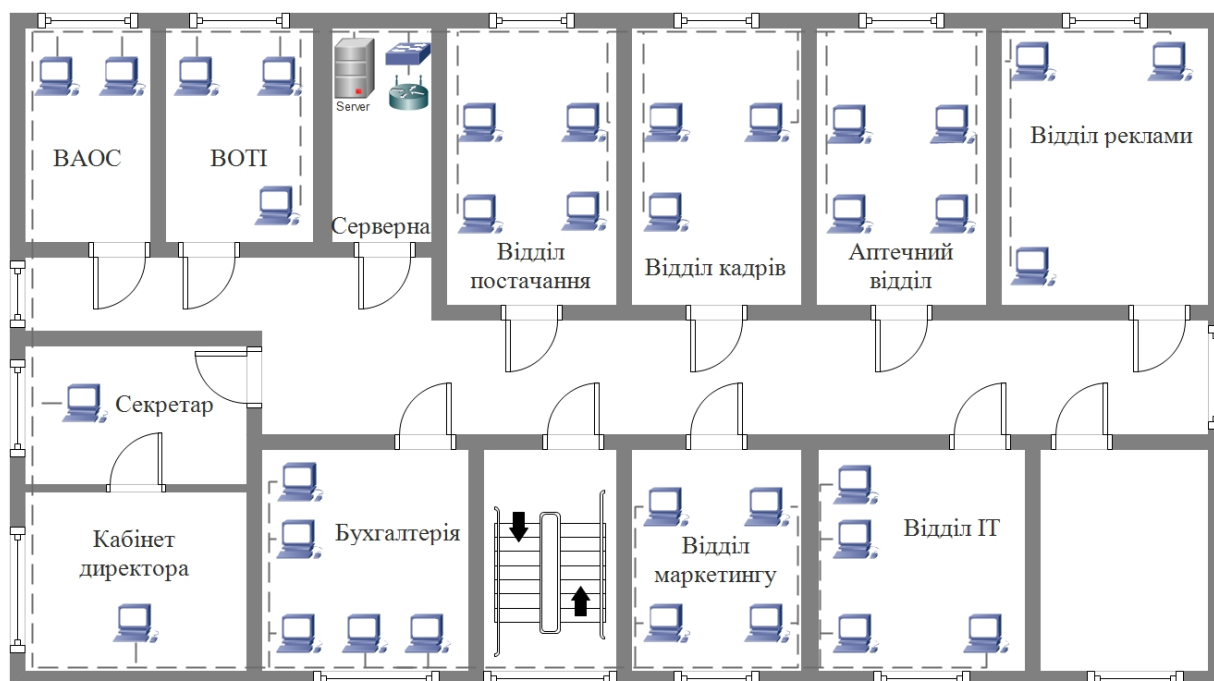 Server
ВАОС
ВОТІ
Серверна
Відділ
постачання
Відділ кадрів
Аптечний
відділ
Відділ реклами
Секретар
Кабінет
директора
Бухгалтерія
Відділ
маркетингу
Відділ ІТ